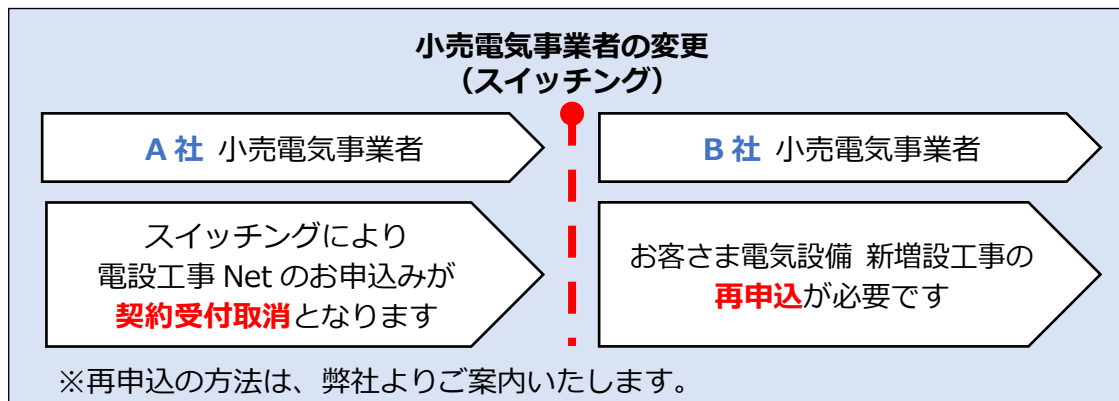 小売電気事業者の変更
（スイッチング）
A 社 小売電気事業者
B 社 小売電気事業者
スイッチングにより
電設工事 Net のお申込みが
契約受付取消となります
お客さま電気設備 新増設工事の
再申込が必要です
※再申込の方法は、弊社よりご案内いたします。